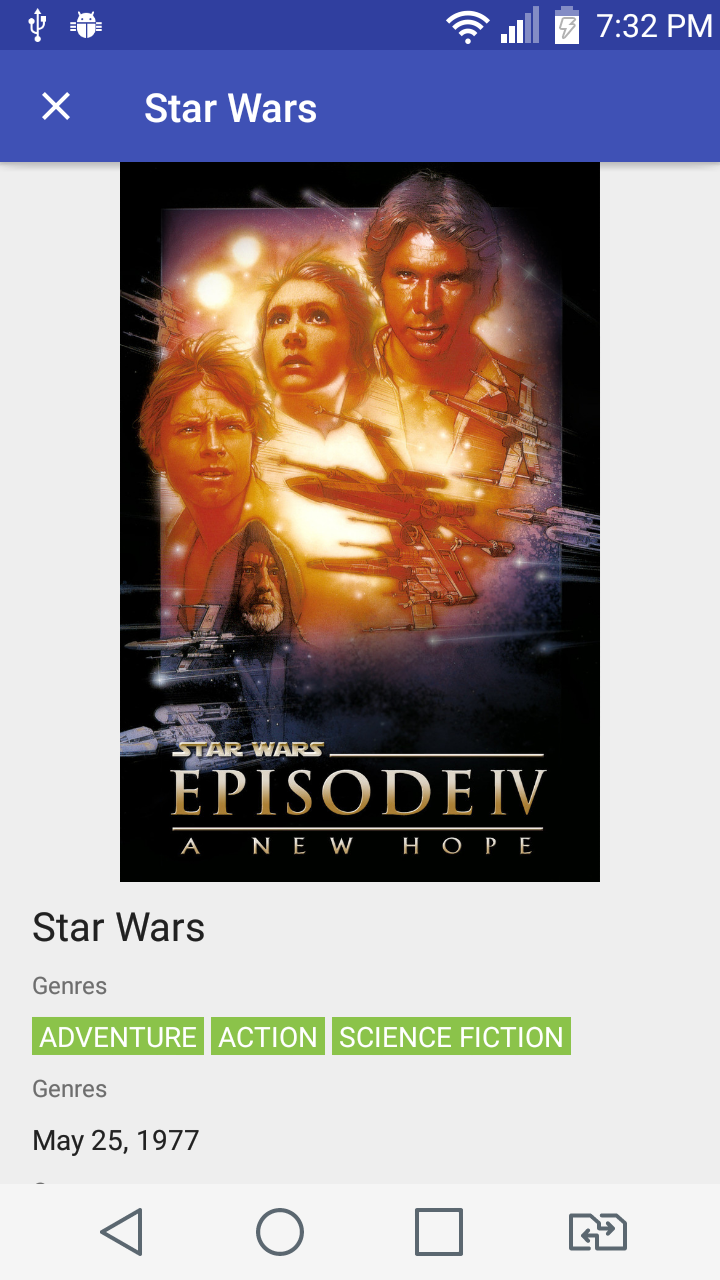 7:32 PM
Star Wars
STAR WARS
EPISODE IV
A NEW HOPE
Star Wars
Genres
ADVENTURE ACTION SCIENCE FICTION
Genres
May 25, 1977